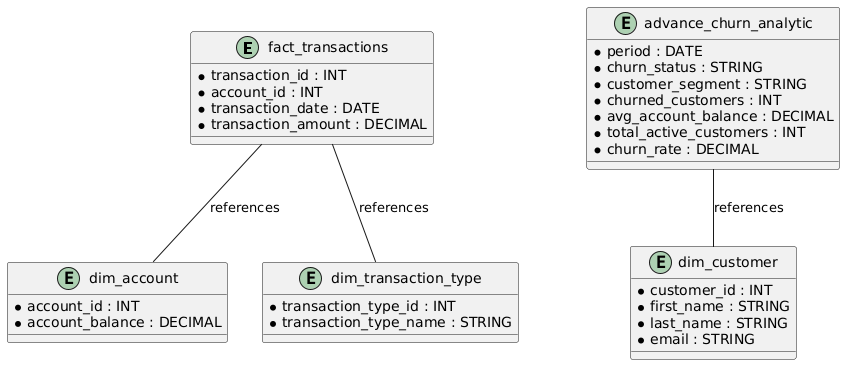 E fact_transactions
transaction_id : INT
account_id : INT
transaction_date : DATE
transaction_amount : DECIMAL
E advance_churn_analytic
period : DATE
churn_status : STRING
customer_segment : STRING
churned_customers : INT
avg_account_balance : DECIMAL
total_active_customers : INT
churn_rate : DECIMAL
references
references
references
E dim_account
account_id : INT
account_balance : DECIMAL
E dim_transaction_type
transaction_type_id : INT
transaction_type_name : STRING
E dim_customer
customer_id : INT
first_name : STRING
last_name : STRING
email : STRING